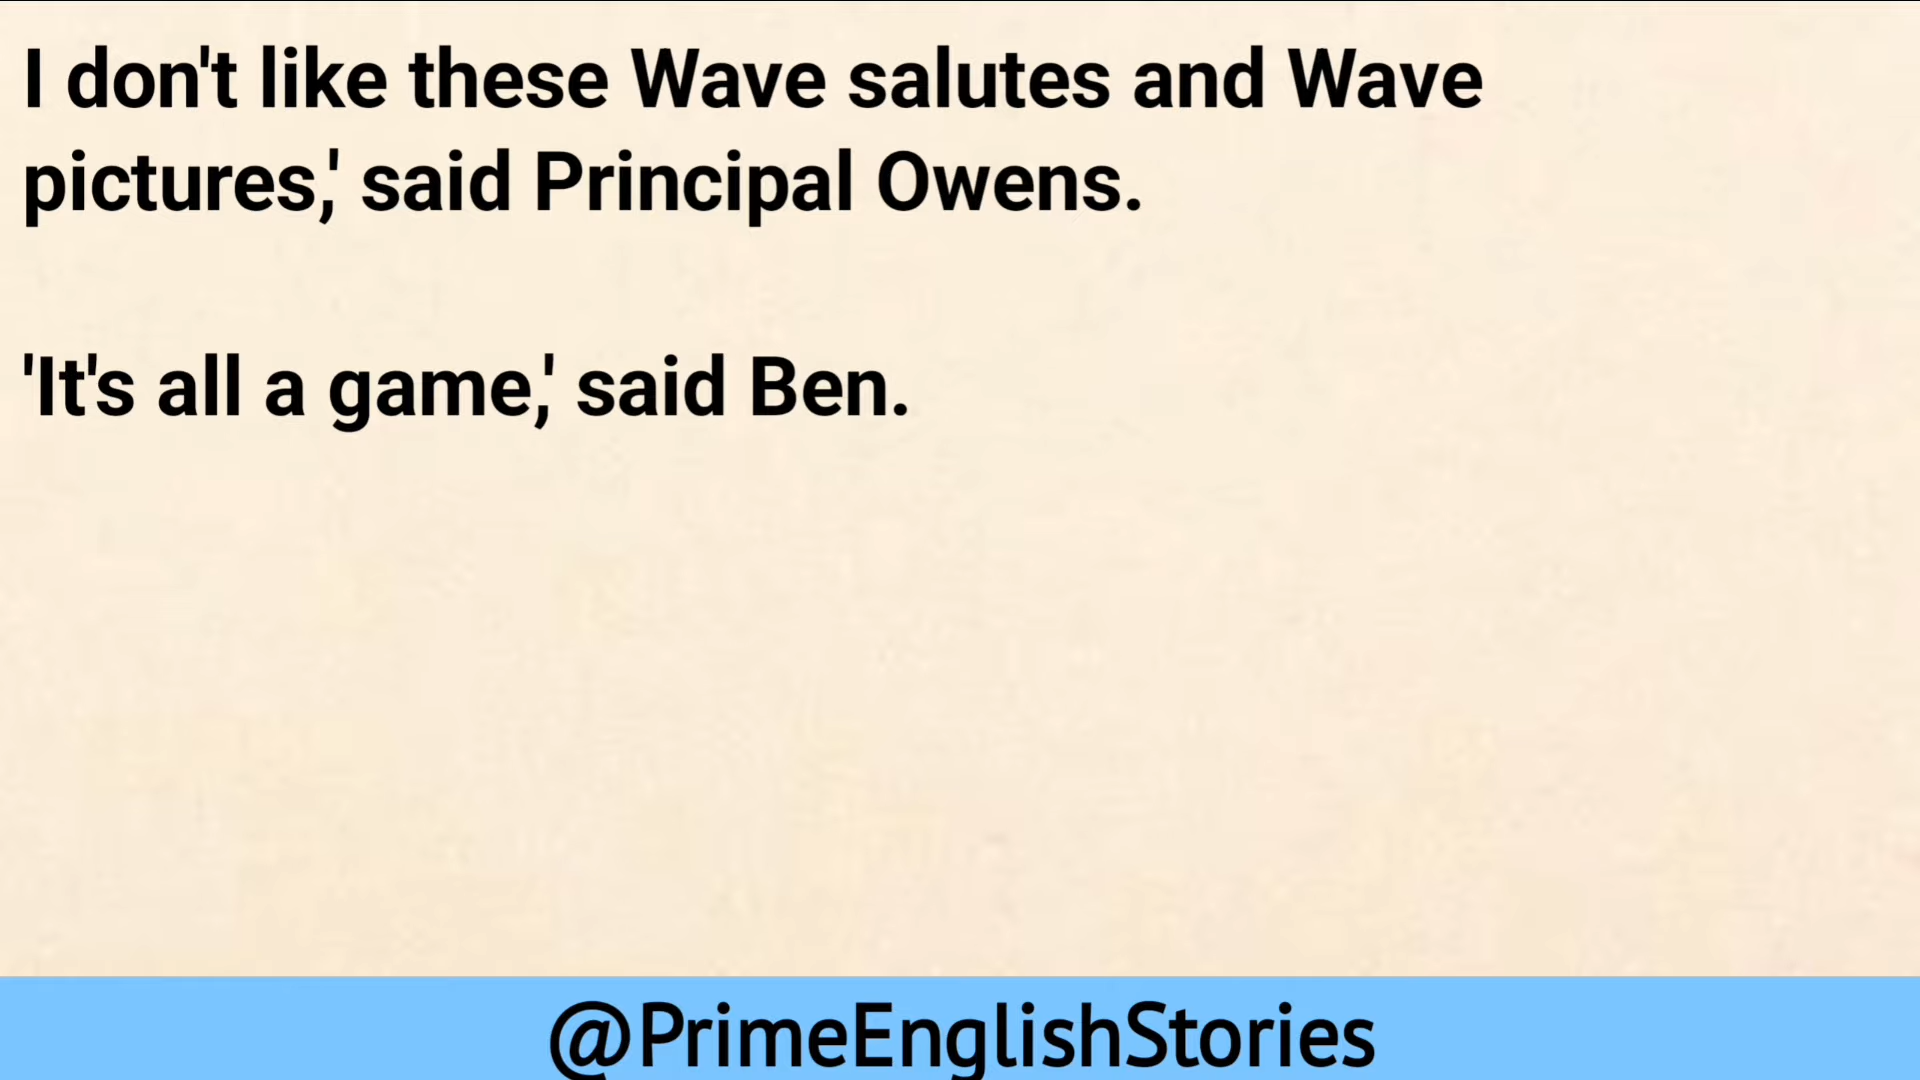 I don't like these Wave salutes and Wave
pictures,' said Principal Owens.
'It's all a game,' said Ben.
@PrimeEnglishStories